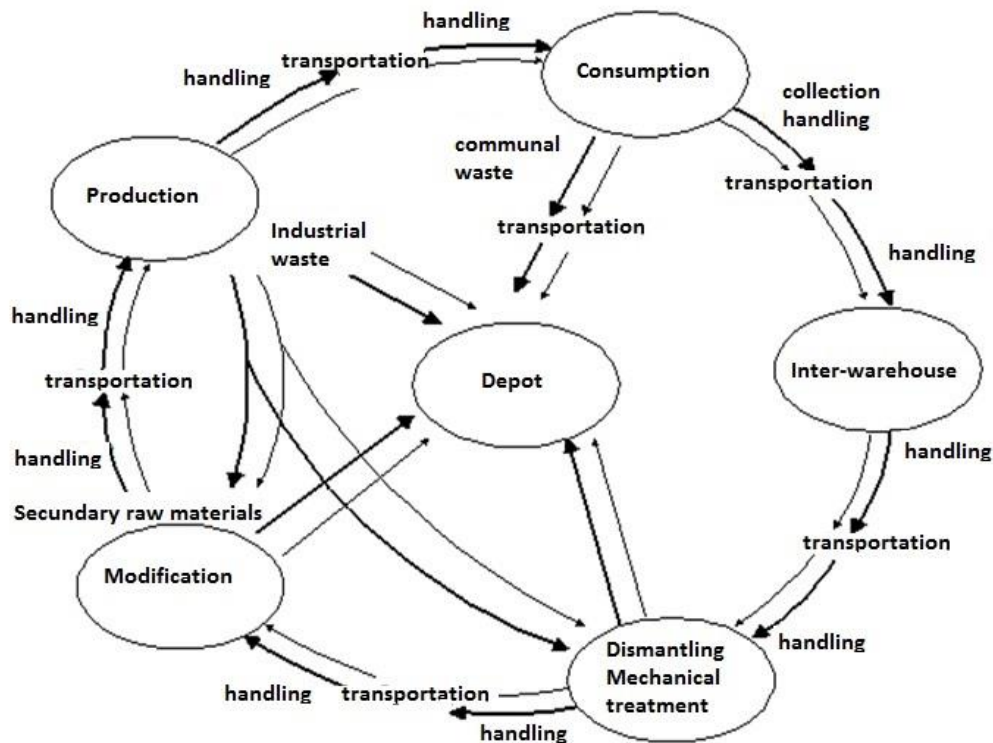 handling
transportation
handling
Consumption
collection
handling
communal
waste
Production
transportation
Industrial
waste
transportation
handling
handling
transportation
Depot
Inter-warehouse
handling
handling
Secundary raw materials
transportation
Modification
handling
Dismantling
Mechanical
treatment
handling
transportation
handling